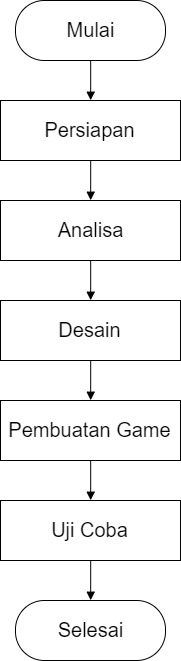 Mulai
Persiapan
Analisa
Desain
Pembuatan Game
Uji Coba
Selesai